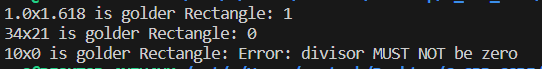 1.0x1.618 is golder Rectangle: 1
34x21 is golder Rectangle: 0
10x0 is golder Rectangle: Error: divisor MUST NOT be zero